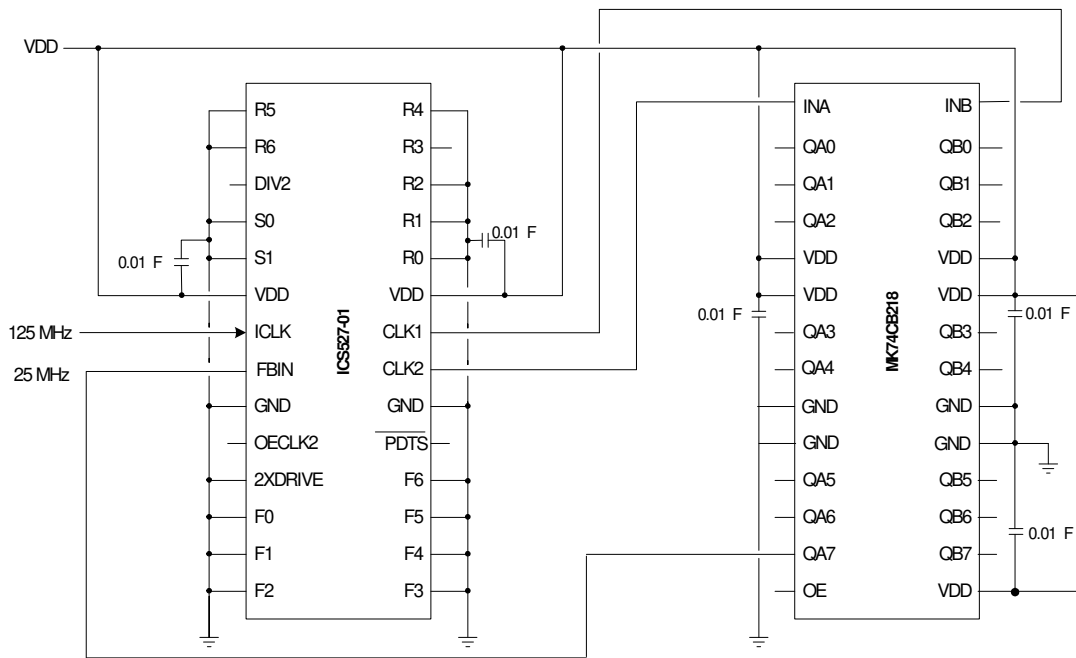 VDD
R5
R6
DIV2
S0
S1
VDD
ICLK
FBIN
GND
OECLK2
2XDRIVE
F0
F1
F2
ICS527-01
R4
R3
R2
R1
R0
VDD
CLK1
CLK2
GND
PDTS
F6
F5
F4
F3
0.01 F
0.01 F
125 MHz
25 MHz
INA
QA0
QA1
QA2
VDD
VDD
QA3
QA4
GND
GND
QA5
QA6
QA7
OE
MK74CB218
INB
QB0
QB1
QB2
VDD
VDD
QB3
QB4
GND
GND
QB5
QB6
QB7
VDD
0.01 F
0.01 F
0.01 F